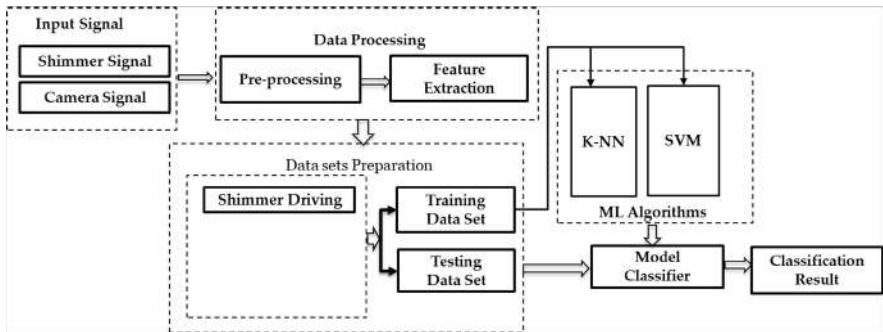 Input Signal
Shimmer Signal
Camera Signal
Data Processing
Pre-processing
Feature
Extraction
Data sets Preparation
Shimmer Driving
Training
Data Set
Testing
Data Set
K-NN
SVM
ML Algorithms
Model
Classifier
Classification
Result